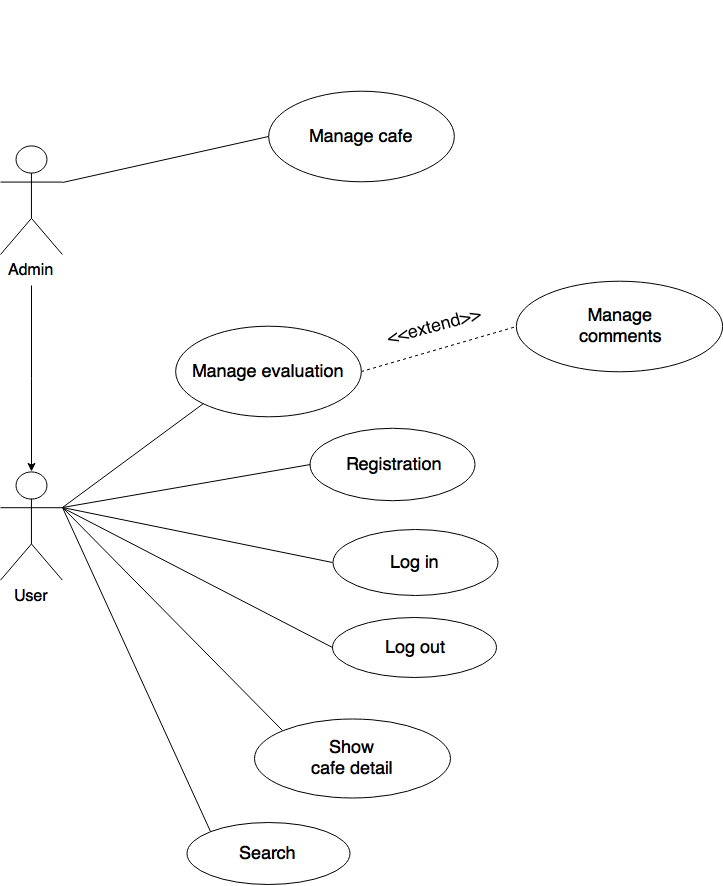 Manage cafe
Admin
<<extend>>
Manage
comments
Manage evaluation
Registration
Log in
User
Log out
Show
cafe detail
Search